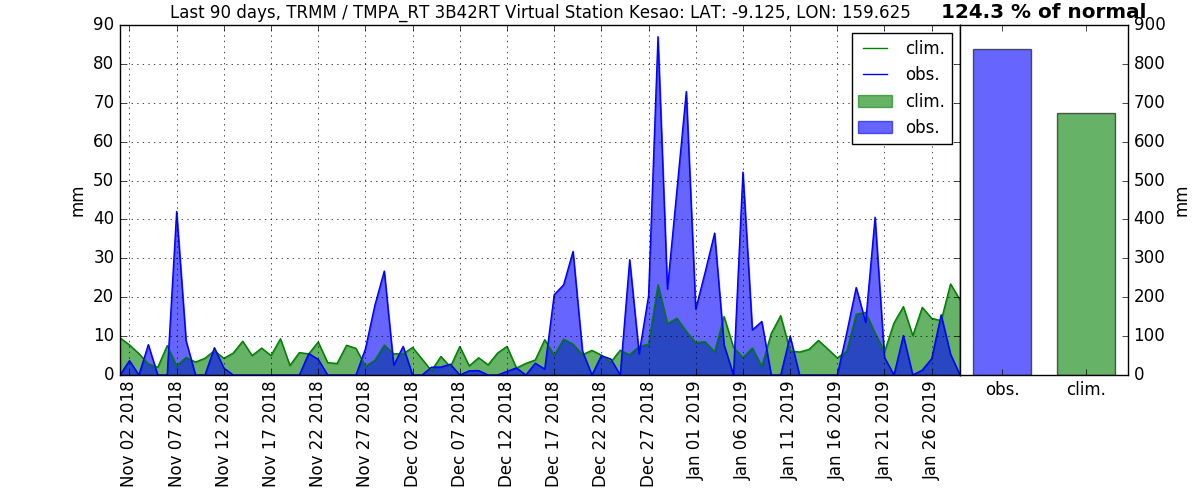 Last 90 days, TRMM / TMPA_RT 3B42RT Virtual Station Kesao: LAT: -9.125, LON: 159.625
124.3 % of normal
90
80
70
60
50
40
30
20
10
0
mm
clim.
obs.
clim.
obs.
900
800
700
600
500
400
300
200
100
0
mm
obs.
clim.
Nov 02 2018
Nov 07 2018
Nov 12 2018
Nov 17 2018
Nov 22 2018
Nov 27 2018
Dec 02 2018
Dec 07 2018
Dec 12 2018
Dec 17 2018
Dec 22 2018
Dec 27 2018
Jan 01 2019
Jan 06 2019
Jan 11 2019
Jan 16 2019
Jan 21 2019
Jan 26 2019